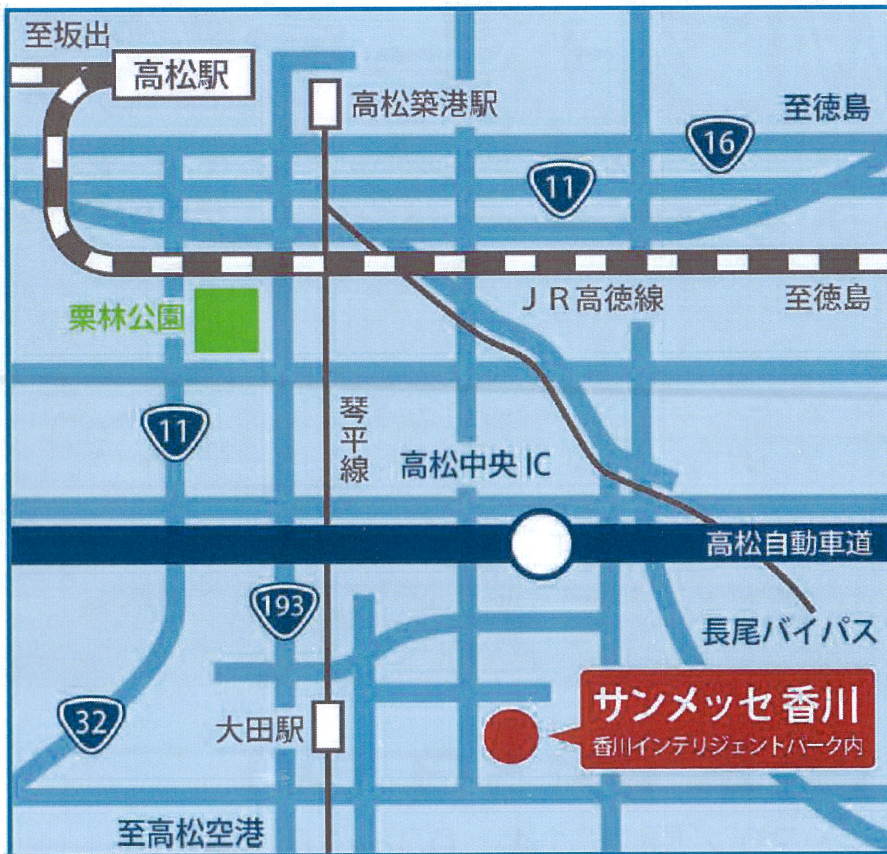 至坂出
高松駅
高松築港駅
至徳島
16
11
JR高徳線
至徳島
栗林公園
11
琴平線
高松中央IC
高松自動車道
193
長尾バイパス
サンメッセ 香川
香川インテリジェントパーク内
32
大田駅
至高松空港